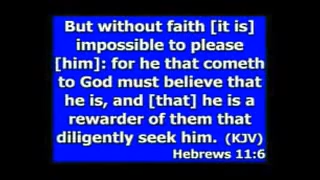 But without faith [it is]
impossible to please
[him]: for he that cometh
to God must believe that
he is, and [that] he is a
rewarder of them that
diligently seek him. (KJV)
Hebrews 11:6